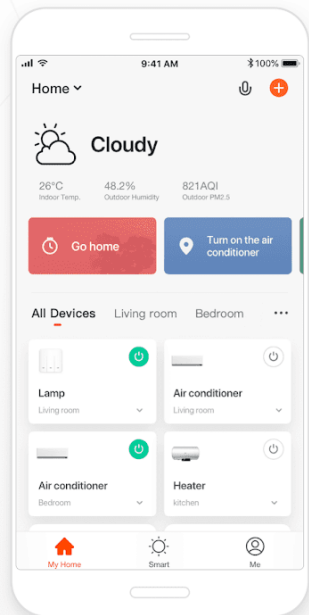 9:41 AM
100%
Home
Cloudy
26°C
48.2%
821AQI
Indoor Temp.
Outdoor Humidity
Outdoor PM2.5
Go home
Turn on the air
conditioner
All Devices
Living room
Bedroom
Lamp
Living room
Air conditioner
Living room
Air conditioner
Bedroom
Heater
kitchen
My Home
Smart
Me